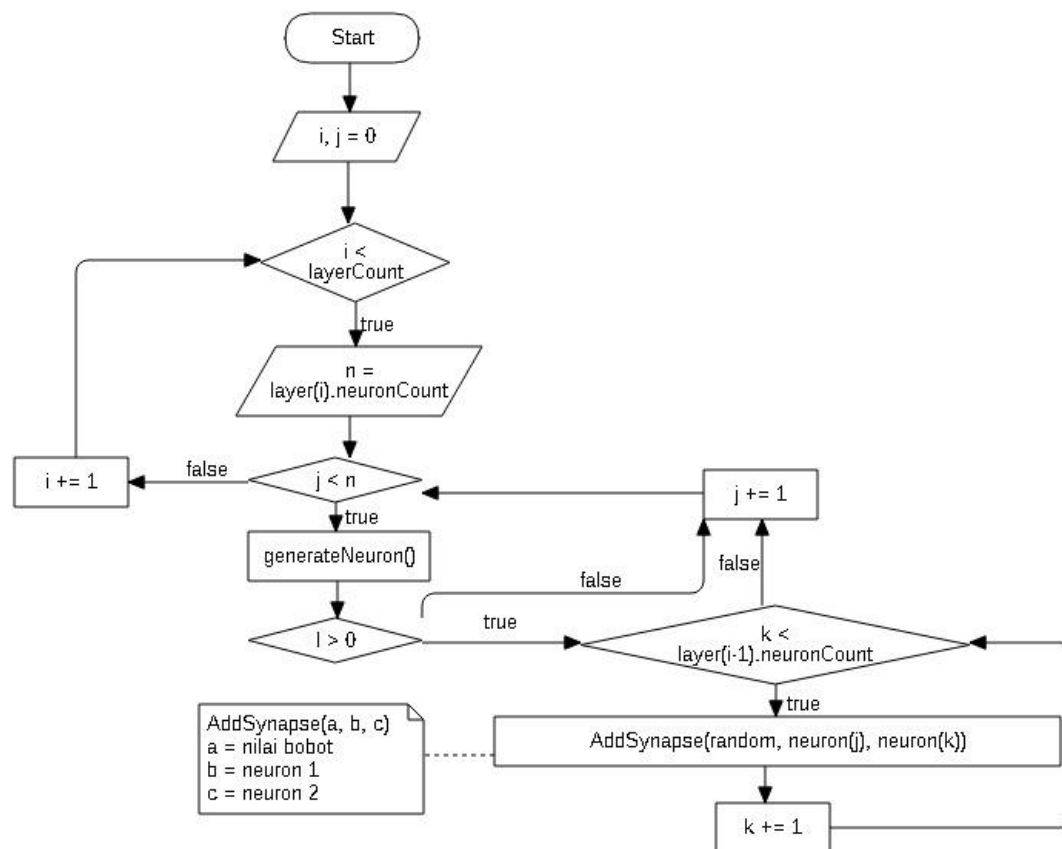 Start
i, j = 0
i <
layerCount
true
n =
layer(i).neuronCount
j < n
false
i += 1
true
generateNeuron()
j += 1
false
false
I > 0
true
k <
layer(i-1).neuronCount
true
AddSynapse(a, b, c)
a = nilai bobot
b = neuron 1
c = neuron 2
AddSynapse(random, neuron(j), neuron(k))
k += 1